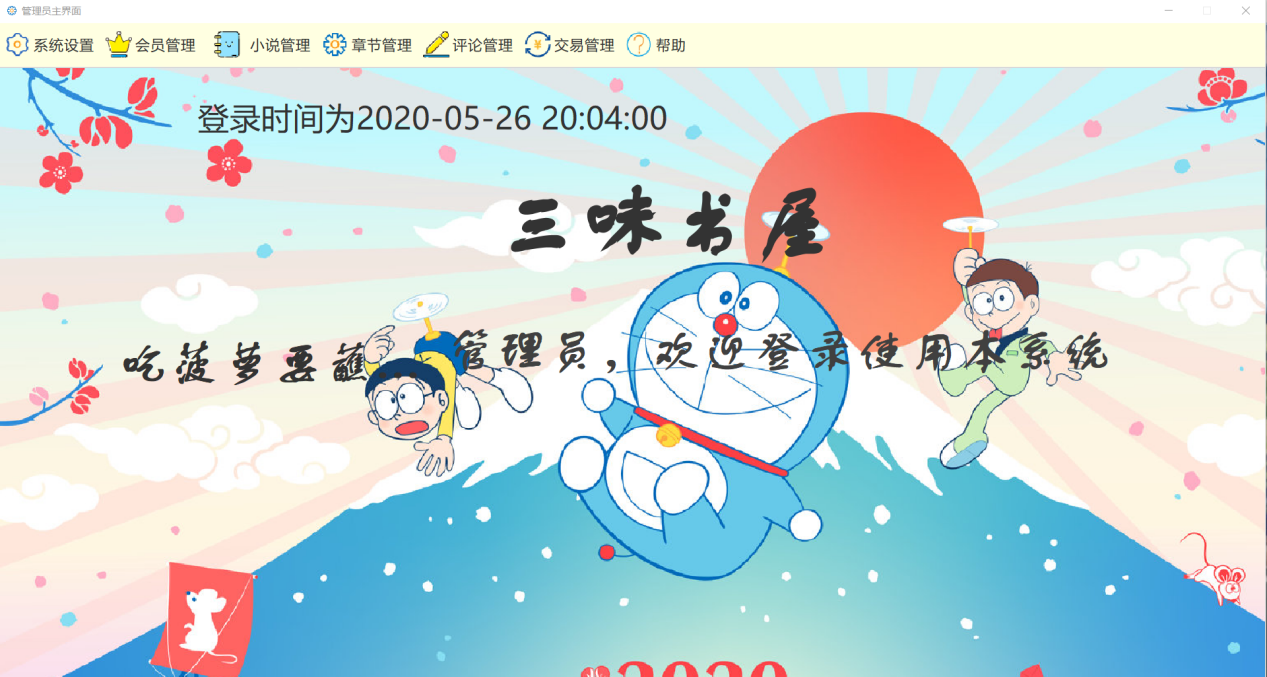 管理员主界面
系统设置 会员管理 小说管理 章节管理 评论管理 交易管理 帮助
登录时间为2020-05-26 20:04:00
三味书屋
吃菠萝要蘸 管理员，欢迎登录使用本系统
2020